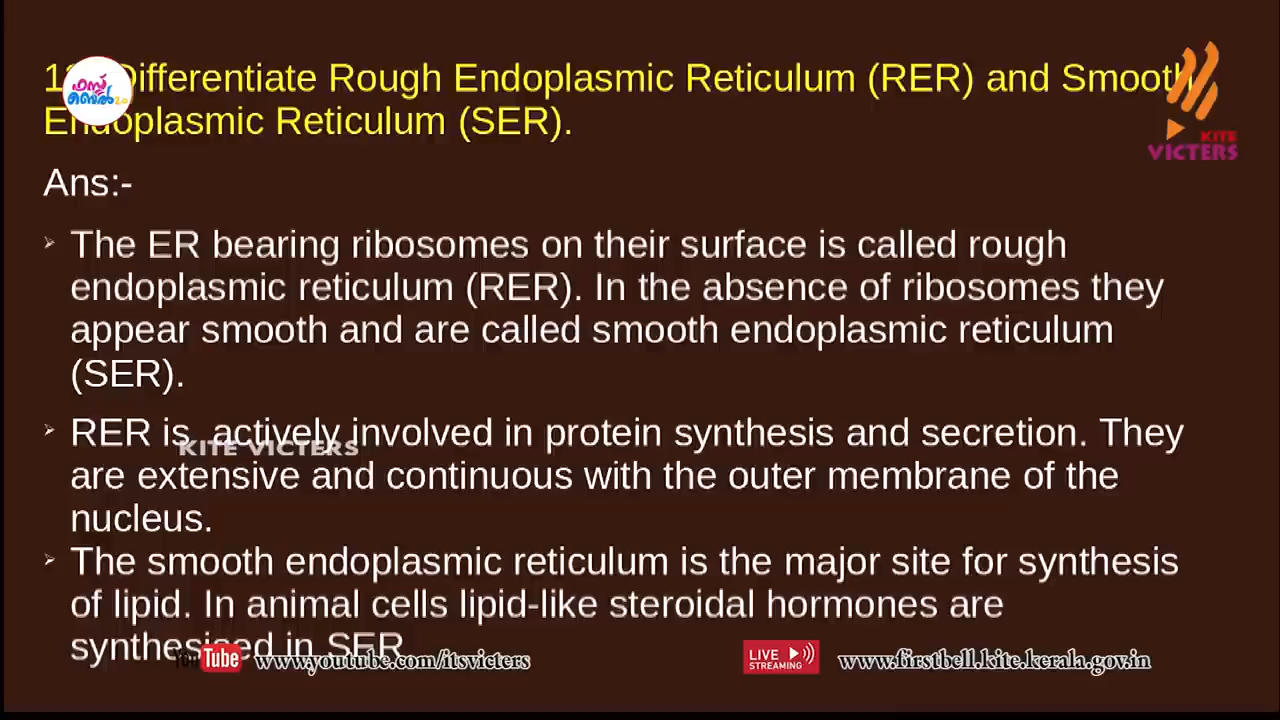 Differentiate Rough Endoplasmic Reticulum (RER) and Smooth
Endoplasmic Reticulum (SER).
Ans:-
The ER bearing ribosomes on their surface is called rough
endoplasmic reticulum (RER). In the absence of ribosomes they
appear smooth and are called smooth endoplasmic reticulum
(SER).
RER is actively involved in protein synthesis and secretion. They
KITE VICTERS
are extensive and continuous with the outer membrane of the
nucleus.
The smooth endoplasmic reticulum is the major site for synthesis
of lipid. In animal cells lipid-like steroidal hormones are
synthesised in SER
ഫസ്റ്റ്
ബെൽ 2.0
KITE
VICTERS
YouTube www.youtube.com/itsvicters
LIVE STREAMING www.firstbell.kite.kerala.gov.in